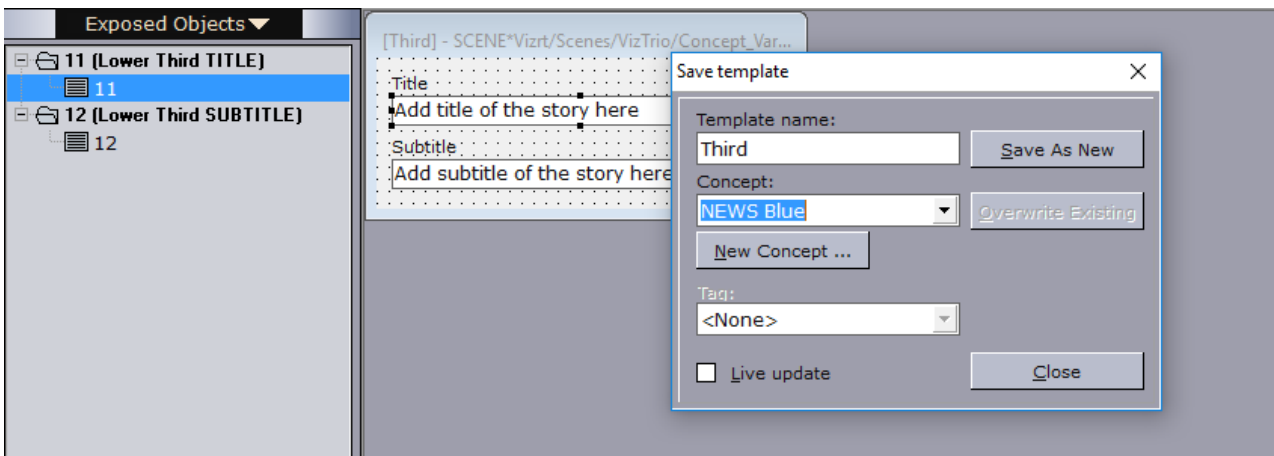 Exposed Objects
11 (Lower Third TITLE)
11
12 (Lower Third SUBTITLE)
12
[Third] - SCENE*Vizrt/Scenes/VizTrio/Concept_Var...
Title
Add title of the story here
Subtitle
Add subtitle of the story here
Save template
Template name:
Third
Save As New
Concept:
NEWS Blue
Overwrite Existing
New Concept ...
Tag:
<None>
Live update
Close